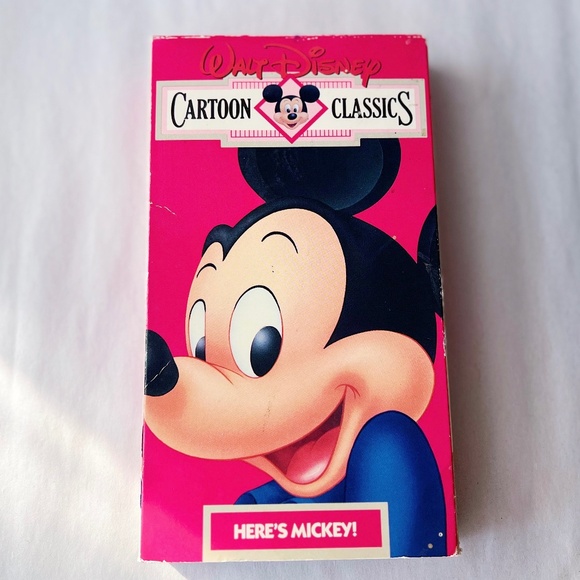 WALT DISNEY
CARTOON CLASSICS
HERE'S MICKEY!